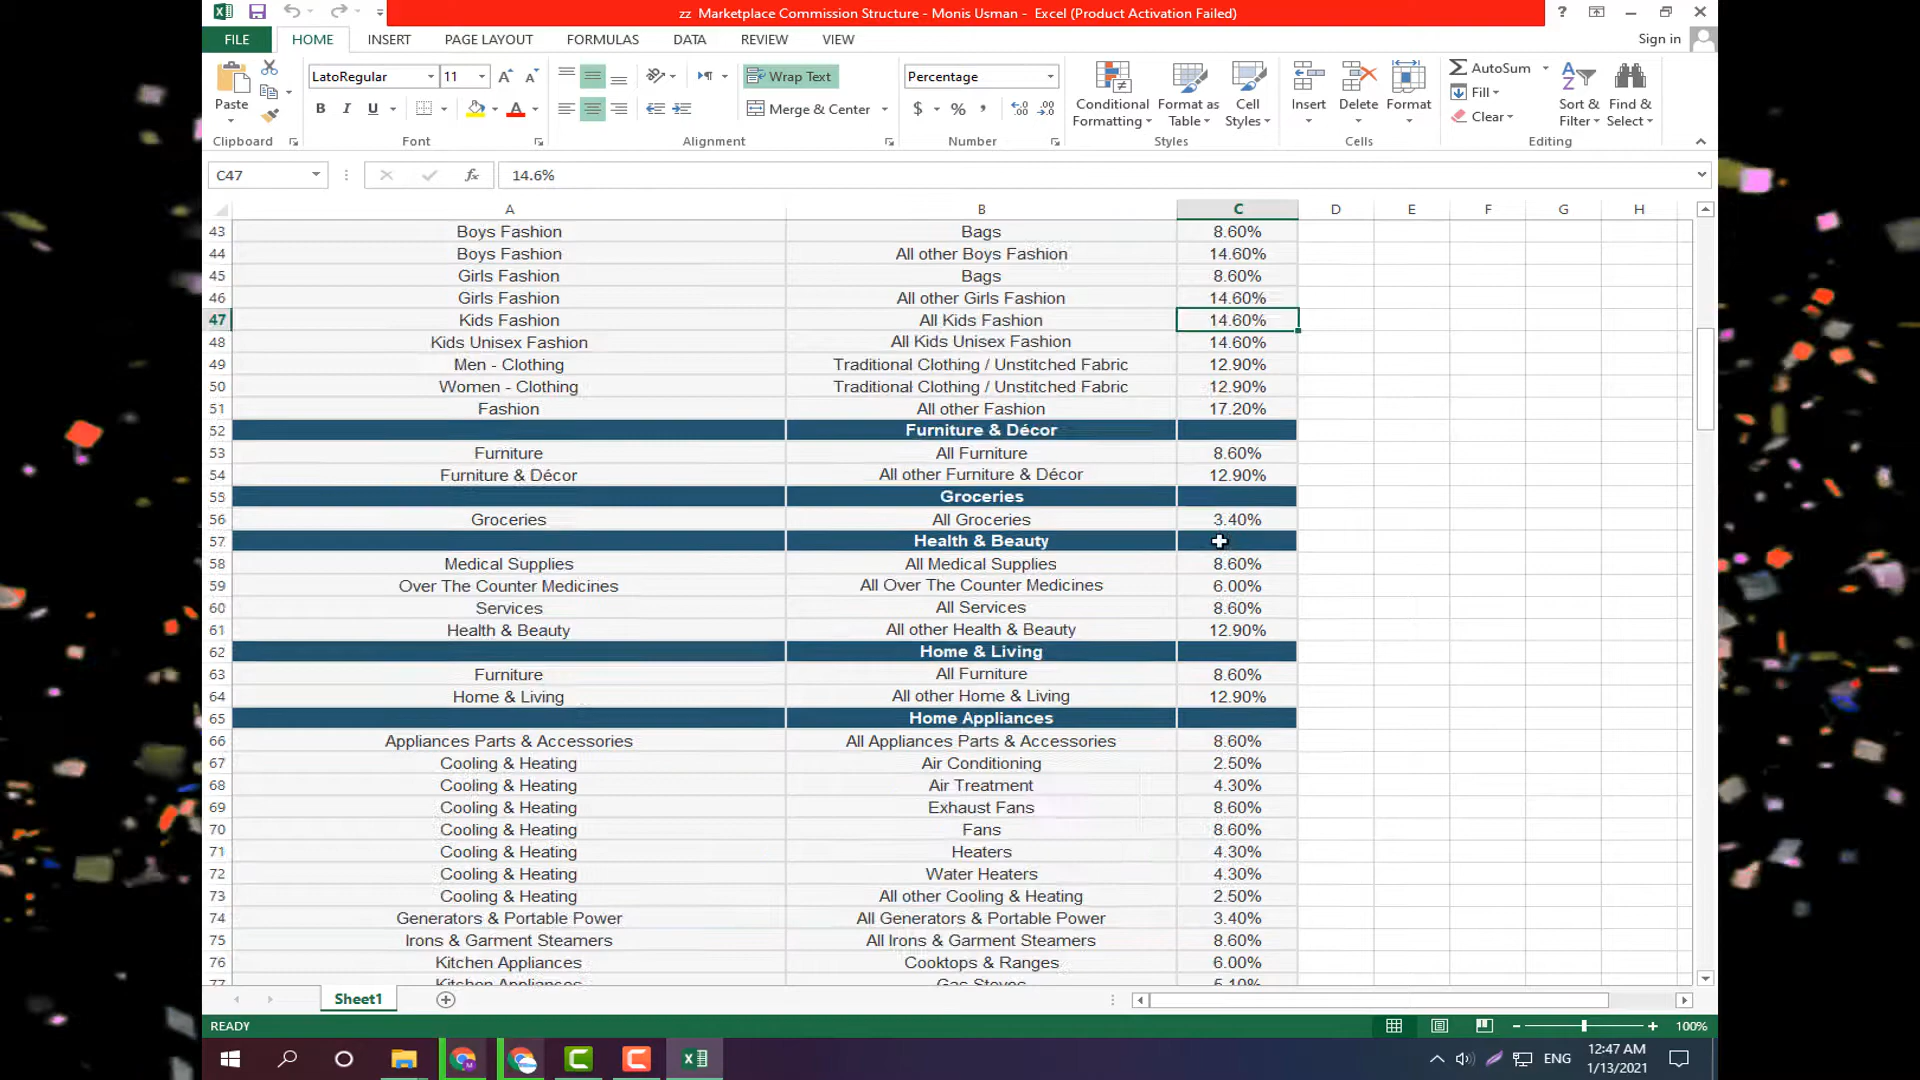 zz Marketplace Commission Structure - Monis Usman - Excel (Product Activation Failed)
FILE HOME INSERT PAGE LAYOUT FORMULAS DATA REVIEW VIEW Sign in
Paste
LatoRegular 11
B I U
Wrap Text
Merge & Center
Percentage
$ % ,
Conditional Formatting
Format as Table
Cell Styles
Insert Delete Format
AutoSum
Fill
Clear
Sort & Filter
Find & Select
Clipboard Font Alignment Number Styles Cells Editing
C47 fx 14.6%
A B C D E F G H
43 Boys Fashion Bags 8.60%
44 Boys Fashion All other Boys Fashion 14.60%
45 Girls Fashion Bags 8.60%
46 Girls Fashion All other Girls Fashion 14.60%
47 Kids Fashion All Kids Fashion 14.60%
48 Kids Unisex Fashion All Kids Unisex Fashion 14.60%
49 Men - Clothing Traditional Clothing / Unstitched Fabric 12.90%
50 Women - Clothing Traditional Clothing / Unstitched Fabric 12.90%
51 Fashion All other Fashion 17.20%
52 Furniture & Décor
53 Furniture All Furniture 8.60%
54 Furniture & Décor All other Furniture & Décor 12.90%
55 Groceries
56 Groceries All Groceries 3.40%
57 Health & Beauty
58 Medical Supplies All Medical Supplies 8.60%
59 Over The Counter Medicines All Over The Counter Medicines 6.00%
60 Services All Services 8.60%
61 Health & Beauty All other Health & Beauty 12.90%
62 Home & Living
63 Furniture All Furniture 8.60%
64 Home & Living All other Home & Living 12.90%
65 Home Appliances
66 Appliances Parts & Accessories All Appliances Parts & Accessories 8.60%
67 Cooling & Heating Air Conditioning 2.50%
68 Cooling & Heating Air Treatment 4.30%
69 Cooling & Heating Exhaust Fans 8.60%
70 Cooling & Heating Fans 8.60%
71 Cooling & Heating Heaters 4.30%
72 Cooling & Heating Water Heaters 4.30%
73 Cooling & Heating All other Cooling & Heating 2.50%
74 Generators & Portable Power All Generators & Portable Power 3.40%
75 Irons & Garment Steamers All Irons & Garment Steamers 8.60%
76 Kitchen Appliances Cooktops & Ranges 6.00%
77 Kitchen Appliances Gas Stoves 5.10%
Sheet1
READY 100%
ENG 12:47 AM
1/13/2021